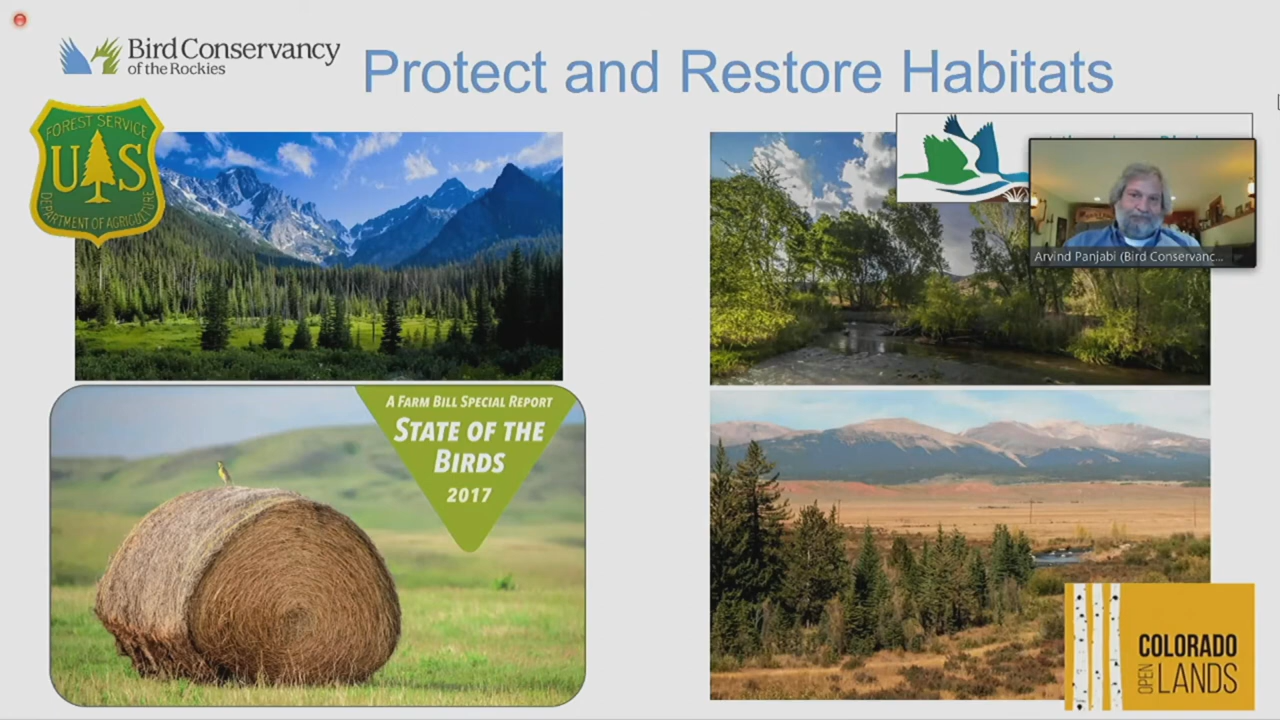 Bird Conservancy
of the Rockies
Protect and Restore Habitats
FOREST SERVICE
UAS
DEPARTMENT OF AGRICULTURE
Arvind Panjabi (Bird Conservanc...
A FARM BILL SPECIAL REPORT
STATE OF THE
BIRDS
2017
COLORADO
OPEN LANDS